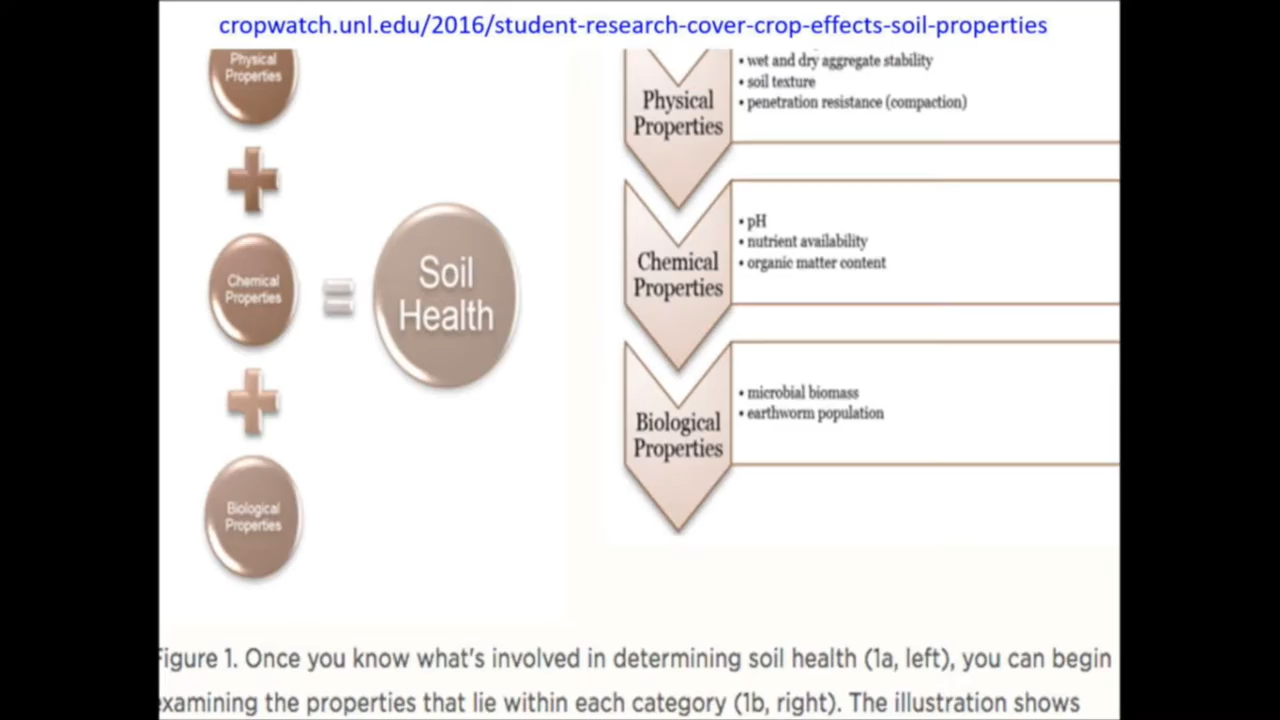 cropwatch.unl.edu/2016/student-research-cover-crop-effects-soil-properties
Physical
Properties
Chemical
Properties
Biological
Properties
Soil
Health
Physical
Properties
• wet and dry aggregate stability
• soil texture
• penetration resistance (compaction)
Chemical
Properties
• pH
• nutrient availability
• organic matter content
Biological
Properties
• microbial biomass
• earthworm population
Figure 1. Once you know what's involved in determining soil health (1a, left), you can begin
examining the properties that lie within each category (1b, right). The illustration shows